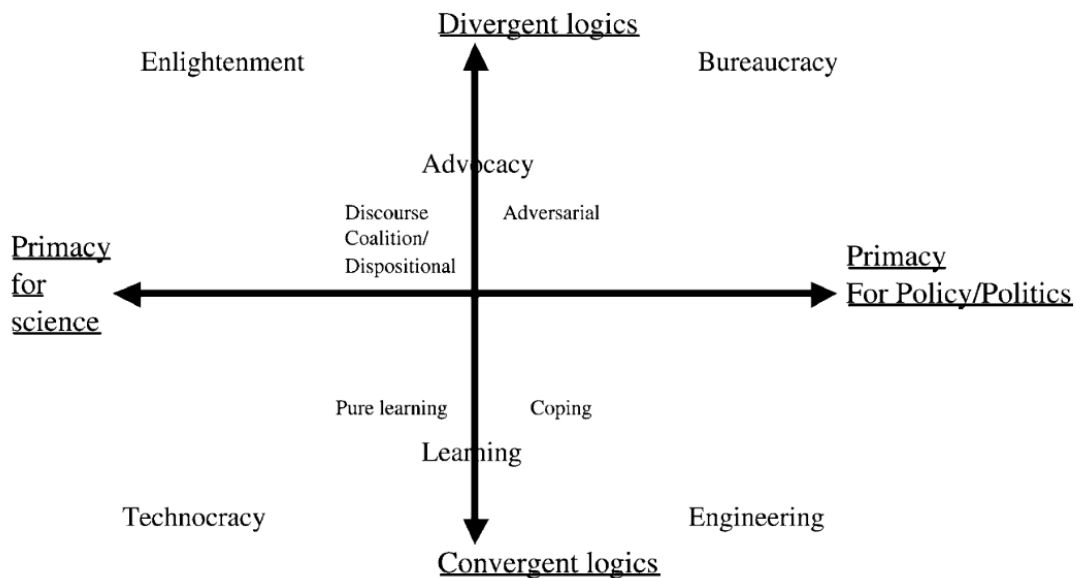 Divergent logics
Enlightenment
Bureaucracy
Advocacy
Discourse
Coalition/
Dispositional
Adversarial
Primacy
for
science
Primacy
For Policy/Politics
Pure learning
Coping
Learning
Technocracy
Engineering
Convergent logics